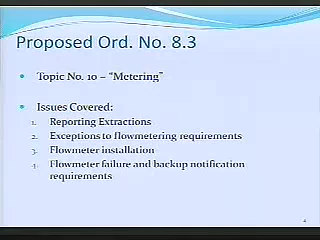 Proposed Ord. No. 8.3
• Topic No. 10 – "Metering"
• Issues Covered:
1. Reporting Extractions
2. Exceptions to flowmetering requirements
3. Flowmeter installation
4. Flowmeter failure and backup notification
requirements
4